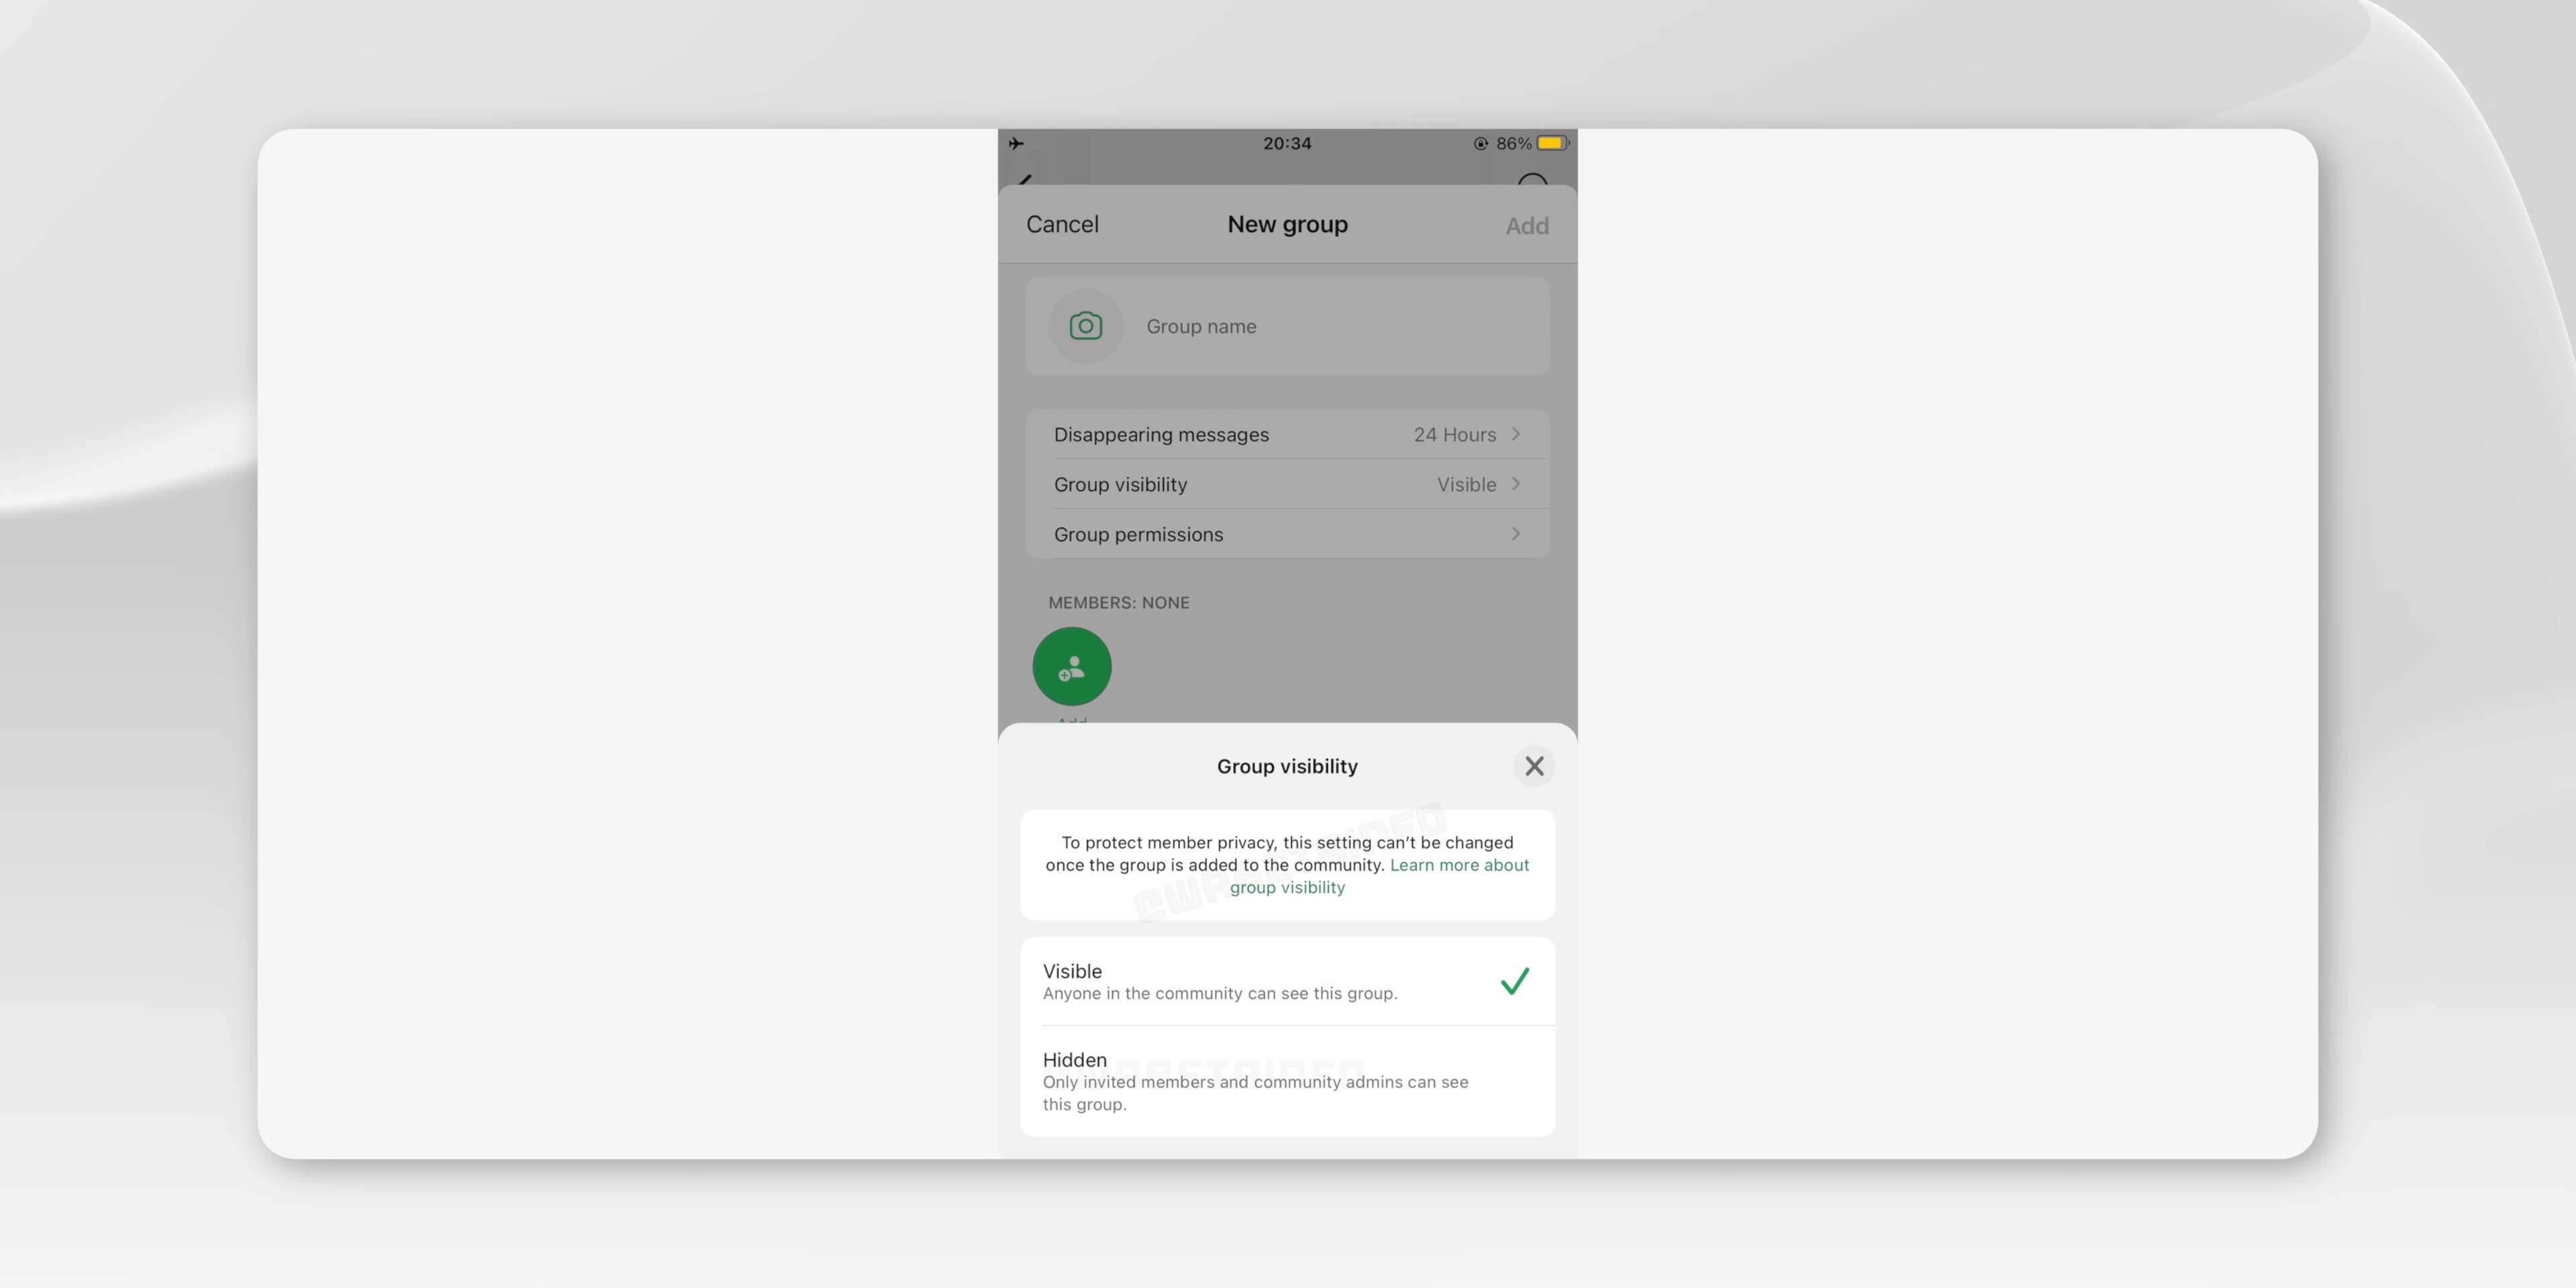 20:34
86%
Cancel
New group
Add
Group name
Disappearing messages
24 Hours
Group visibility
Visible
Group permissions
MEMBERS: NONE
Group visibility
To protect member privacy, this setting can't be changed
once the group is added to the community. Learn more about
group visibility
Visible
Anyone in the community can see this group.
Hidden
Only invited members and community admins can see
this group.